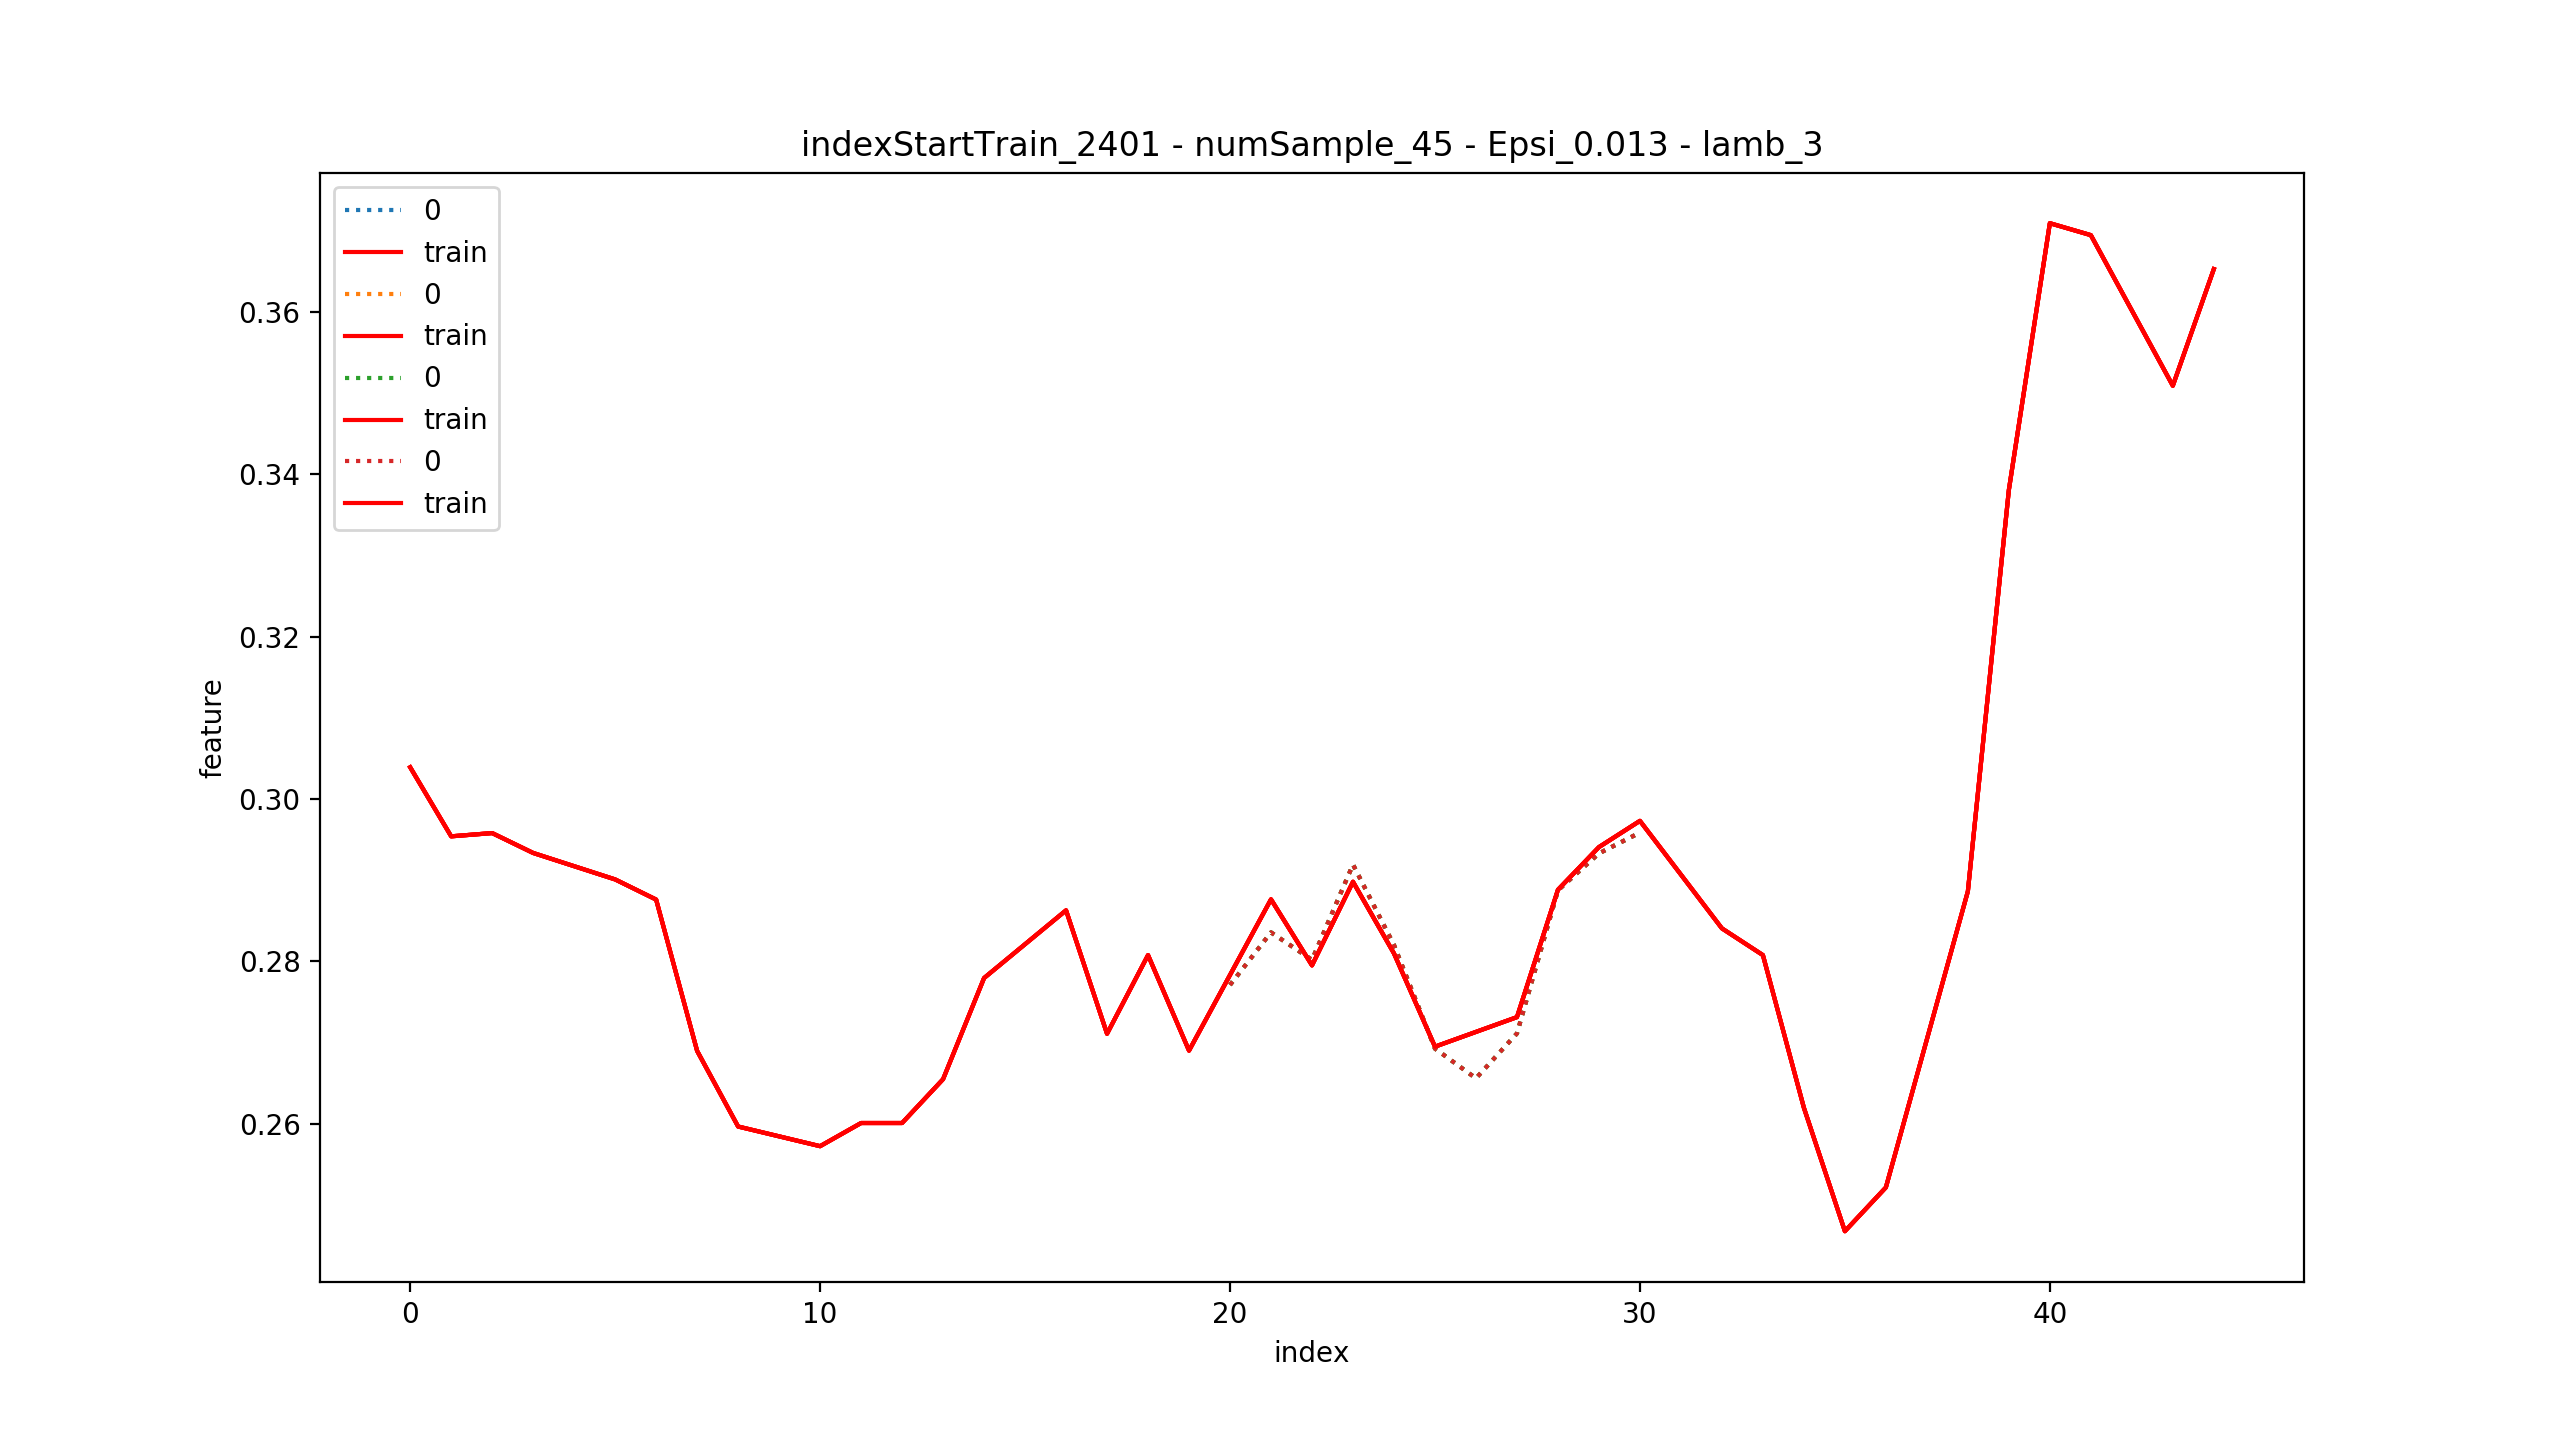 indexStartTrain_2401 - numSample_45 - Epsi_0.013 - lamb_3
0
train
0
train
0
train
0
train
0.36
0.34
0.32
0.30
0.28
0.26
feature
0 10 20 30 40
index